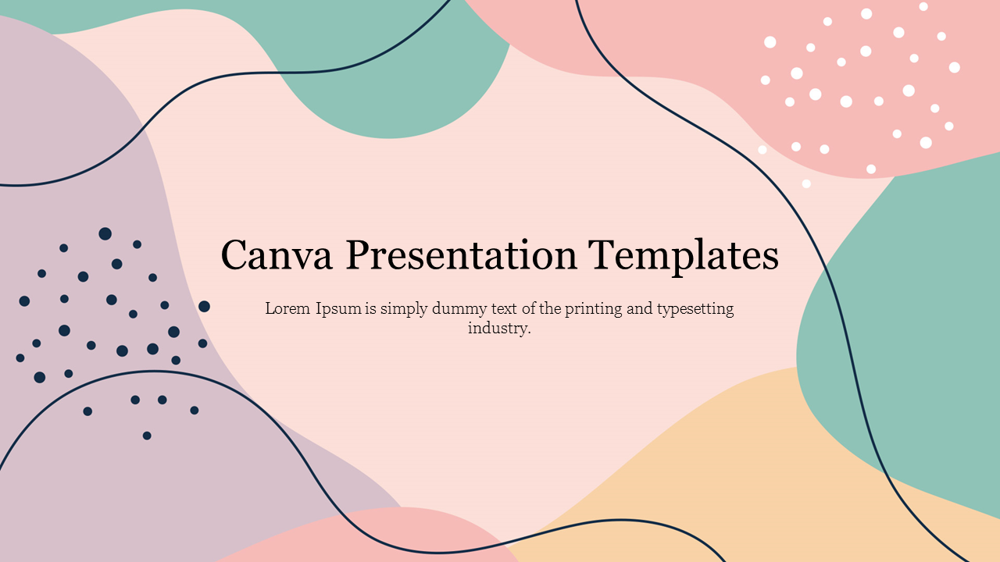 Canva Presentation Templates
Lorem Ipsum is simply dummy text of the printing and typesetting
industry.